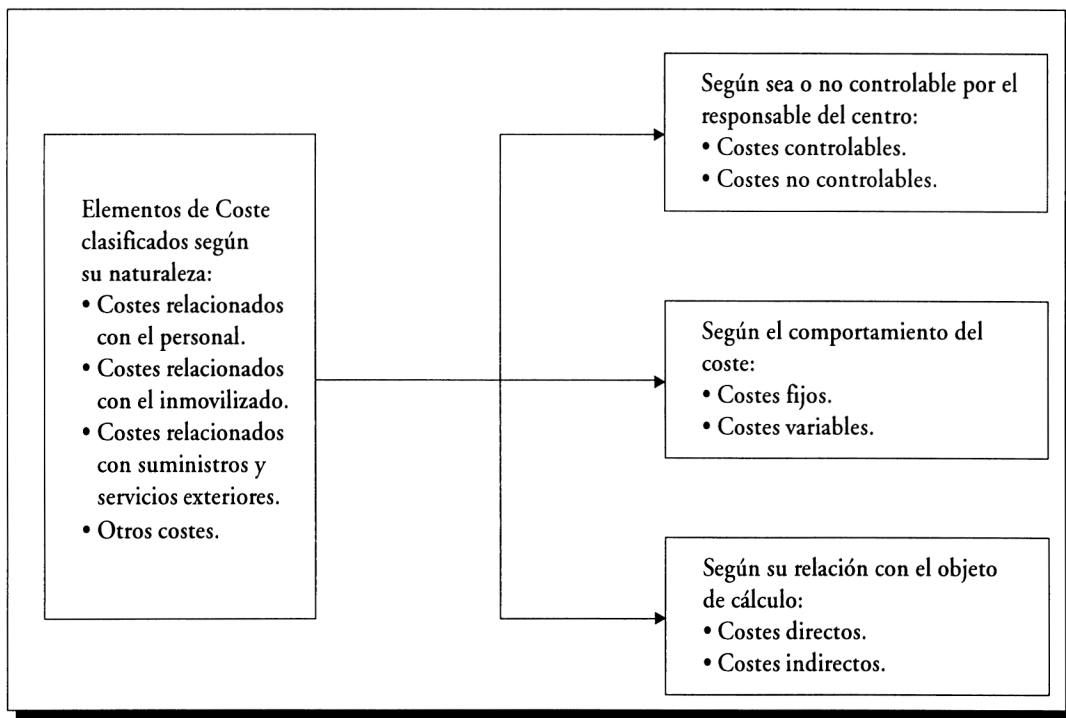 Elementos de Coste
clasificados según
su naturaleza:
• Costes relacionados
con el personal.
• Costes relacionados
con el inmovilizado.
• Costes relacionados
con suministros y
servicios exteriores.
• Otros costes.
Según sea o no controlable por el
responsable del centro:
• Costes controlables.
• Costes no controlables.
Según el comportamiento del
coste:
• Costes fijos.
• Costes variables.
Según su relación con el objeto
de cálculo:
• Costes directos.
• Costes indirectos.